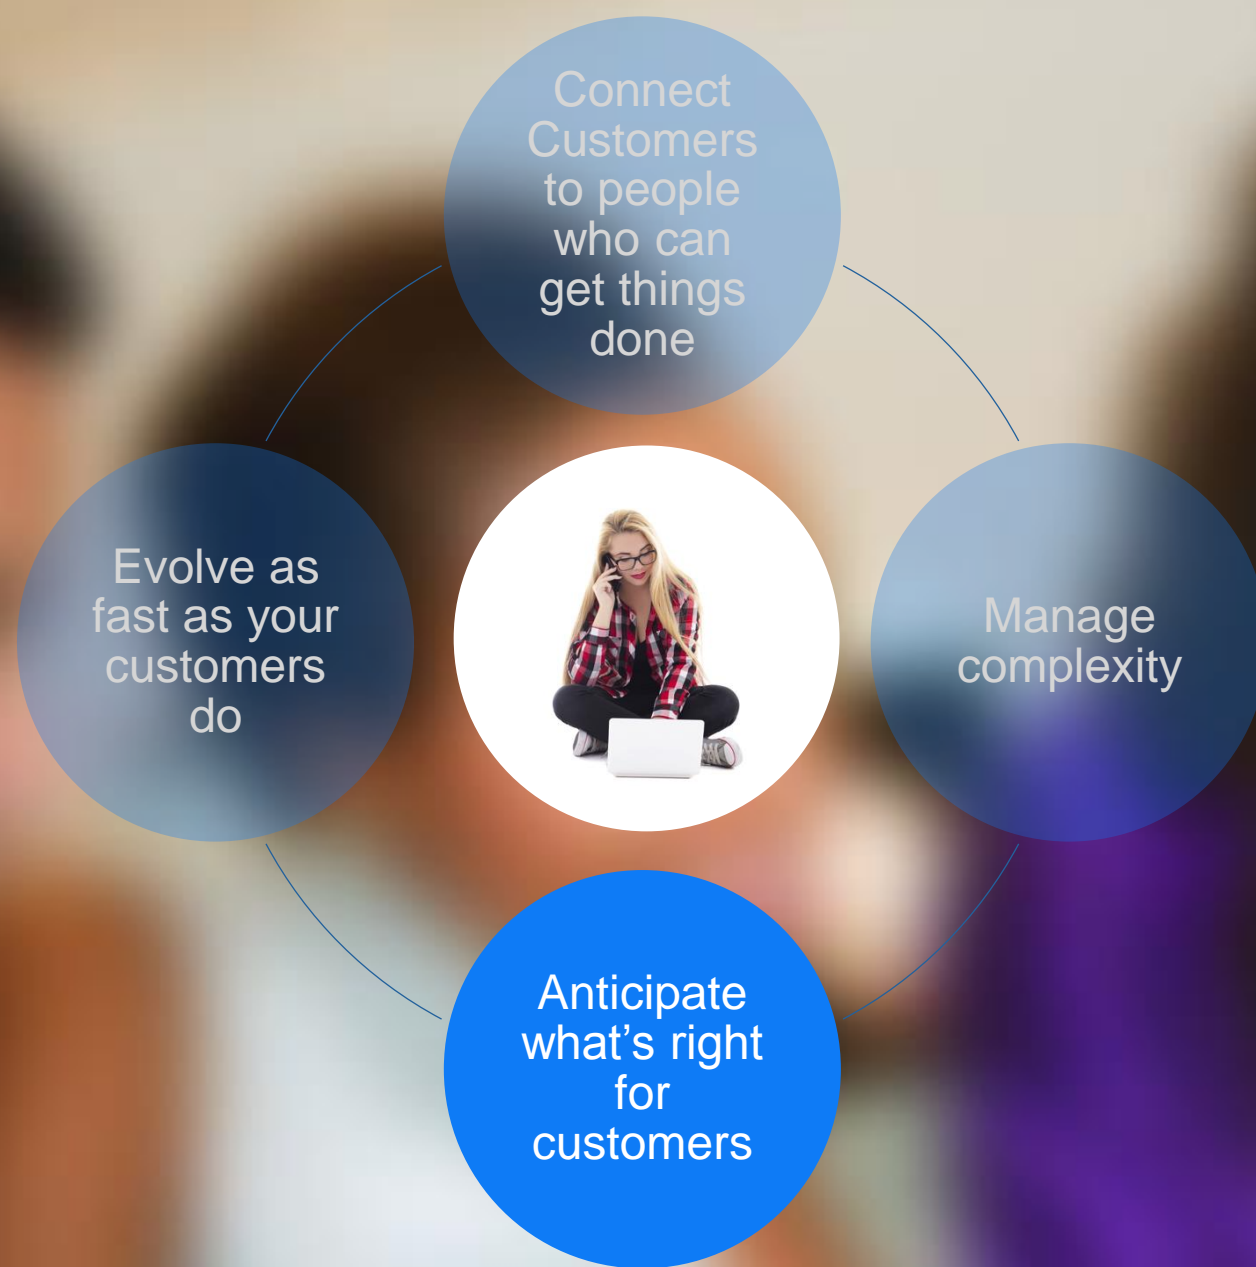 Connect
Customers
to people
who can
get things
done
Evolve as
fast as your
customers
do
Manage
complexity
Anticipate
what’s right
for
customers